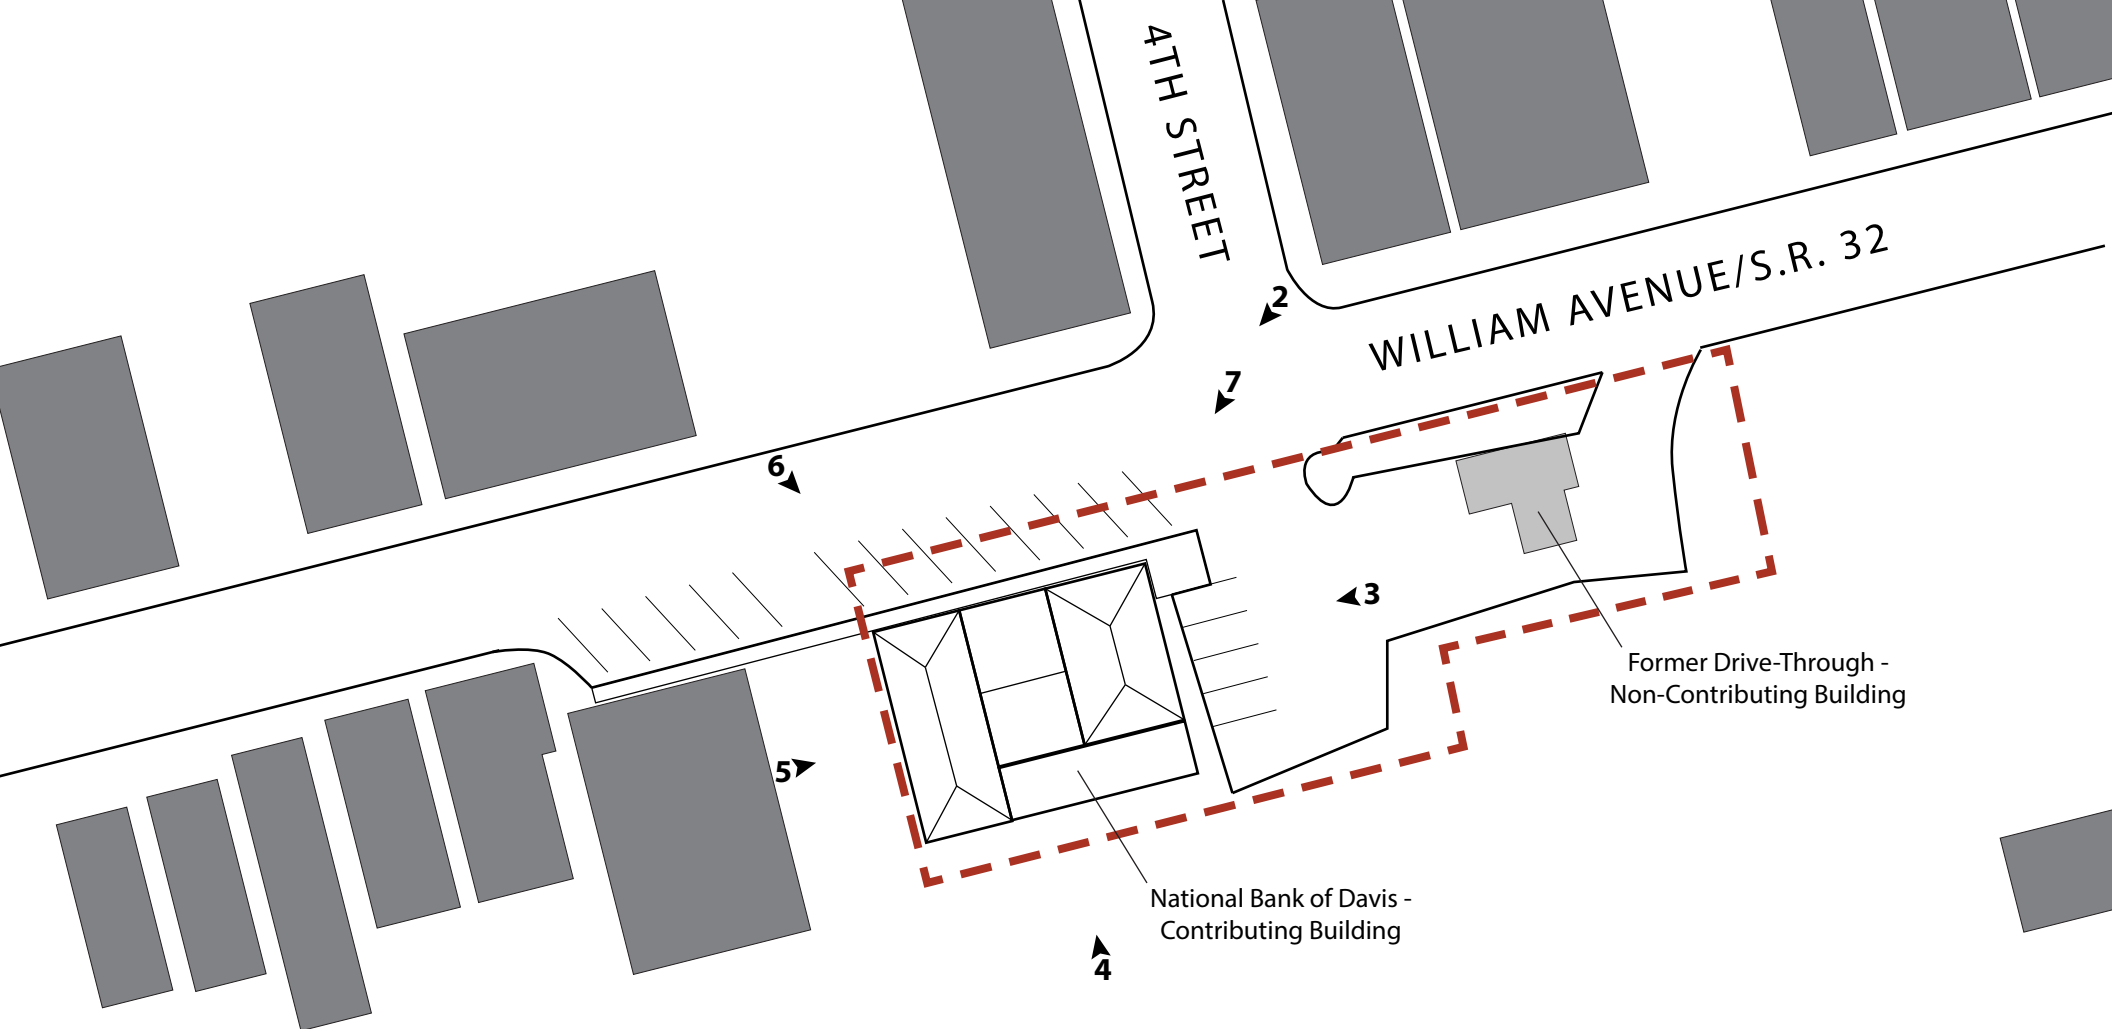 4TH STREET
2
WILLIAM AVENUE/S.R. 32
7
6
3
Former Drive-Through -
Non-Contributing Building
5
National Bank of Davis -
Contributing Building
4